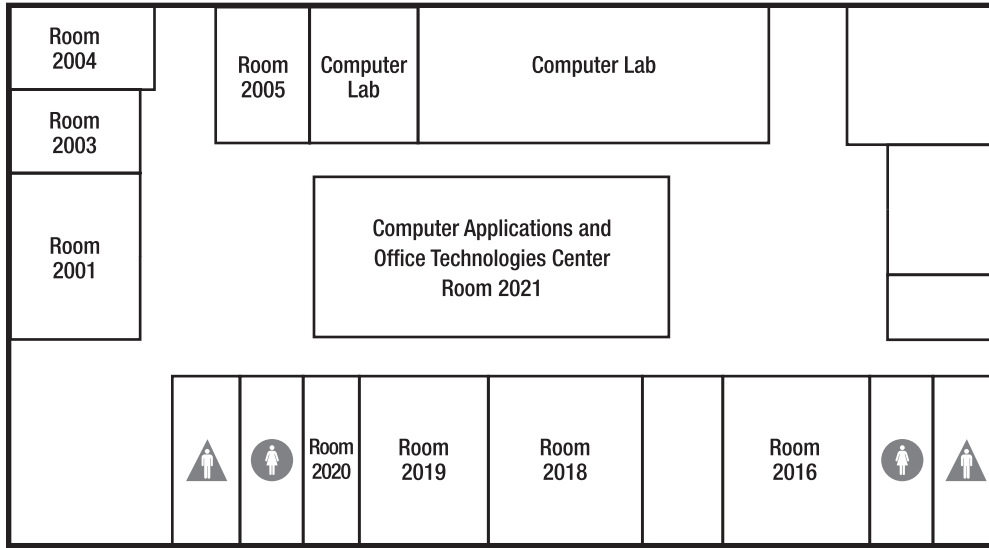 Room
2004
Room
2005
Computer
Lab
Computer Lab
Room
2003
Room
2001
Computer Applications and
Office Technologies Center
Room 2021
Room
2020
Room
2019
Room
2018
Room
2016